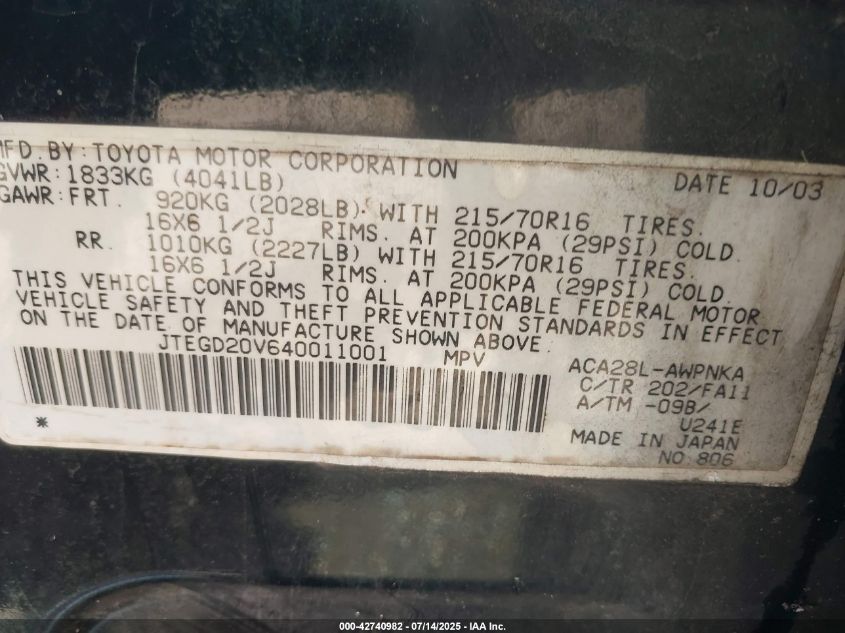 MFD. BY: TOYOTA MOTOR CORPORATION DATE 10/03
GVWR: 1833KG (4041LB)
GAWR: FRT. 920KG (2028LB) WITH 215/70R16 TIRES.
16X6 1/2J RIMS. AT 200KPA (29PSI) COLD.
RR. 1010KG (2227LB) WITH 215/70R16 TIRES.
16X6 1/2J RIMS. AT 200KPA (29PSI) COLD.
THIS VEHICLE CONFORMS TO ALL APPLICABLE FEDERAL MOTOR
VEHICLE SAFETY AND THEFT PREVENTION STANDARDS IN EFFECT
ON THE DATE OF MANUFACTURE SHOWN ABOVE.
JTEGD20V640011001 MPV
ACA28L-AWPNKA
C/TR 202/FA11
A/TM -09B/
U241E
MADE IN JAPAN
NO 806
*
000-42740982 - 07/14/2025 - IAA Inc.